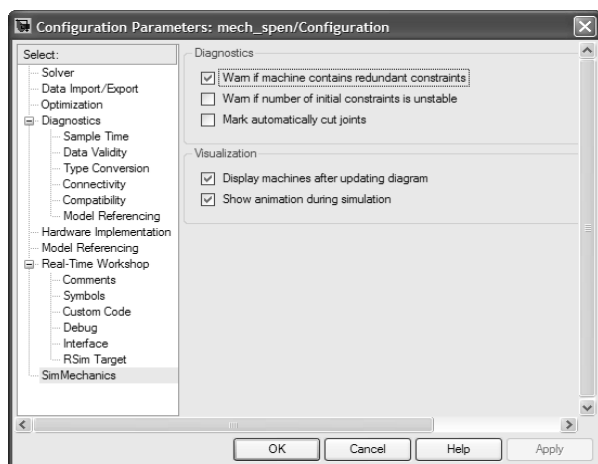 Configuration Parameters: mech_spen/Configuration
Select:
Solver
Data Import/Export
Optimization
Diagnostics
Sample Time
Data Validity
Type Conversion
Connectivity
Compatibility
Model Referencing
Hardware Implementation
Model Referencing
Real-Time Workshop
Comments
Symbols
Custom Code
Debug
Interface
RSim Target
SimMechanics
Diagnostics
Warn if machine contains redundant constraints
Warn if number of initial constraints is unstable
Mark automatically cut joints
Visualization
Display machines after updating diagram
Show animation during simulation
OK
Cancel
Help
Apply